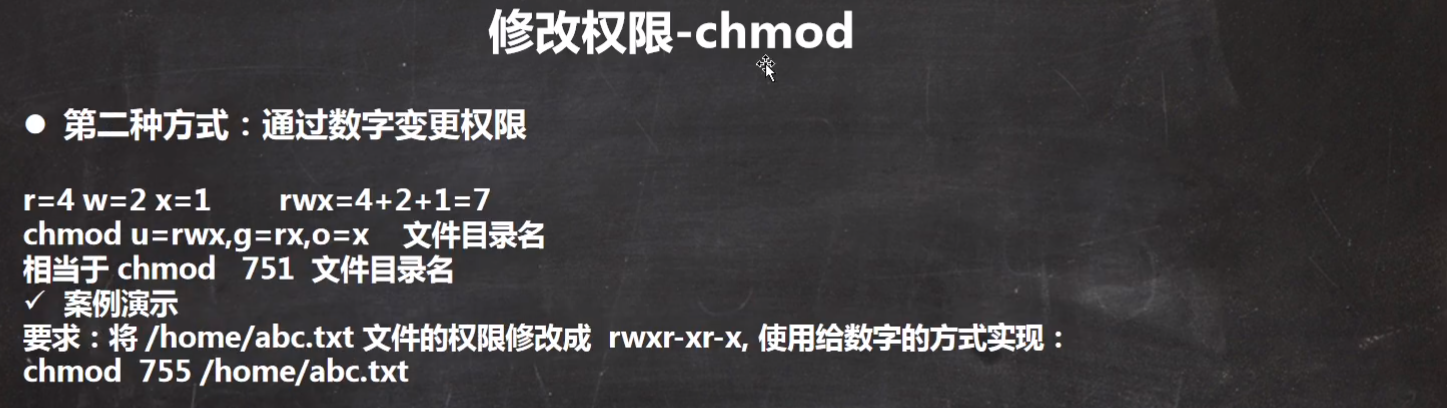 修改权限-chmod
● 第二种方式：通过数字变更权限
r=4 w=2 x=1 rwx=4+2+1=7
chmod u=rwx,g=rx,o=x 文件目录名
相当于 chmod 751 文件目录名
✓ 案例演示
要求：将 /home/abc.txt 文件的权限修改成 rwxr-xr-x, 使用给数字的方式实现：
chmod 755 /home/abc.txt